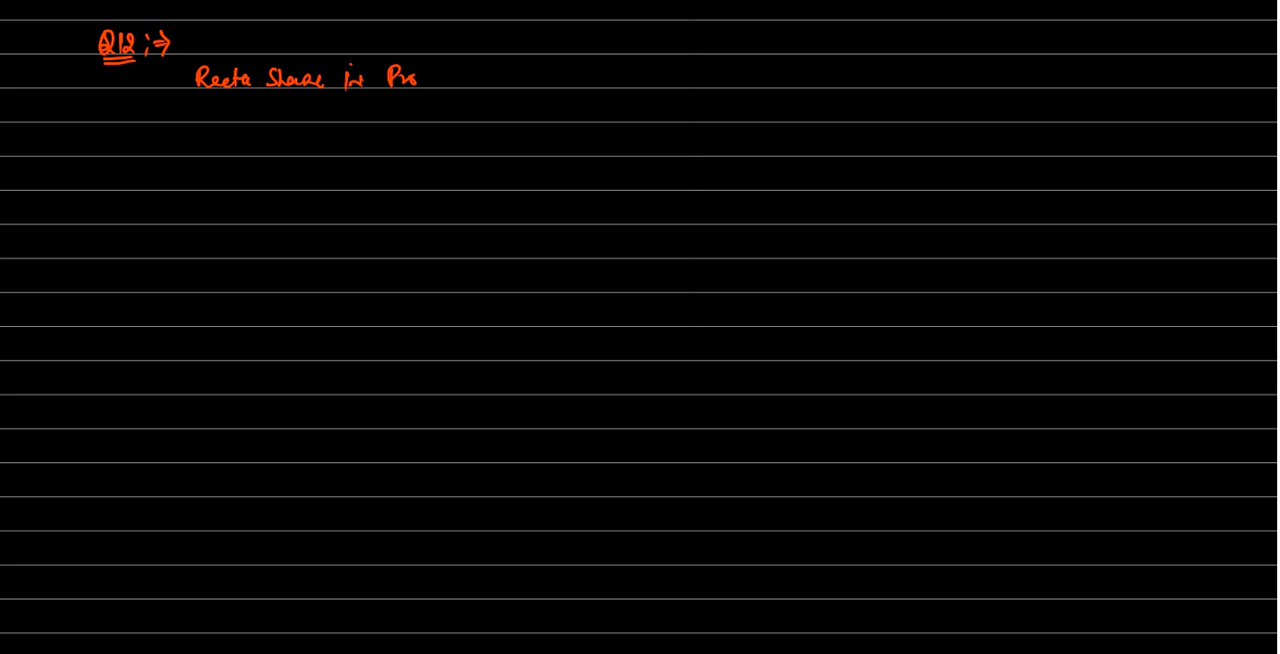 Q12 :⇒
Reeta Share in Pro